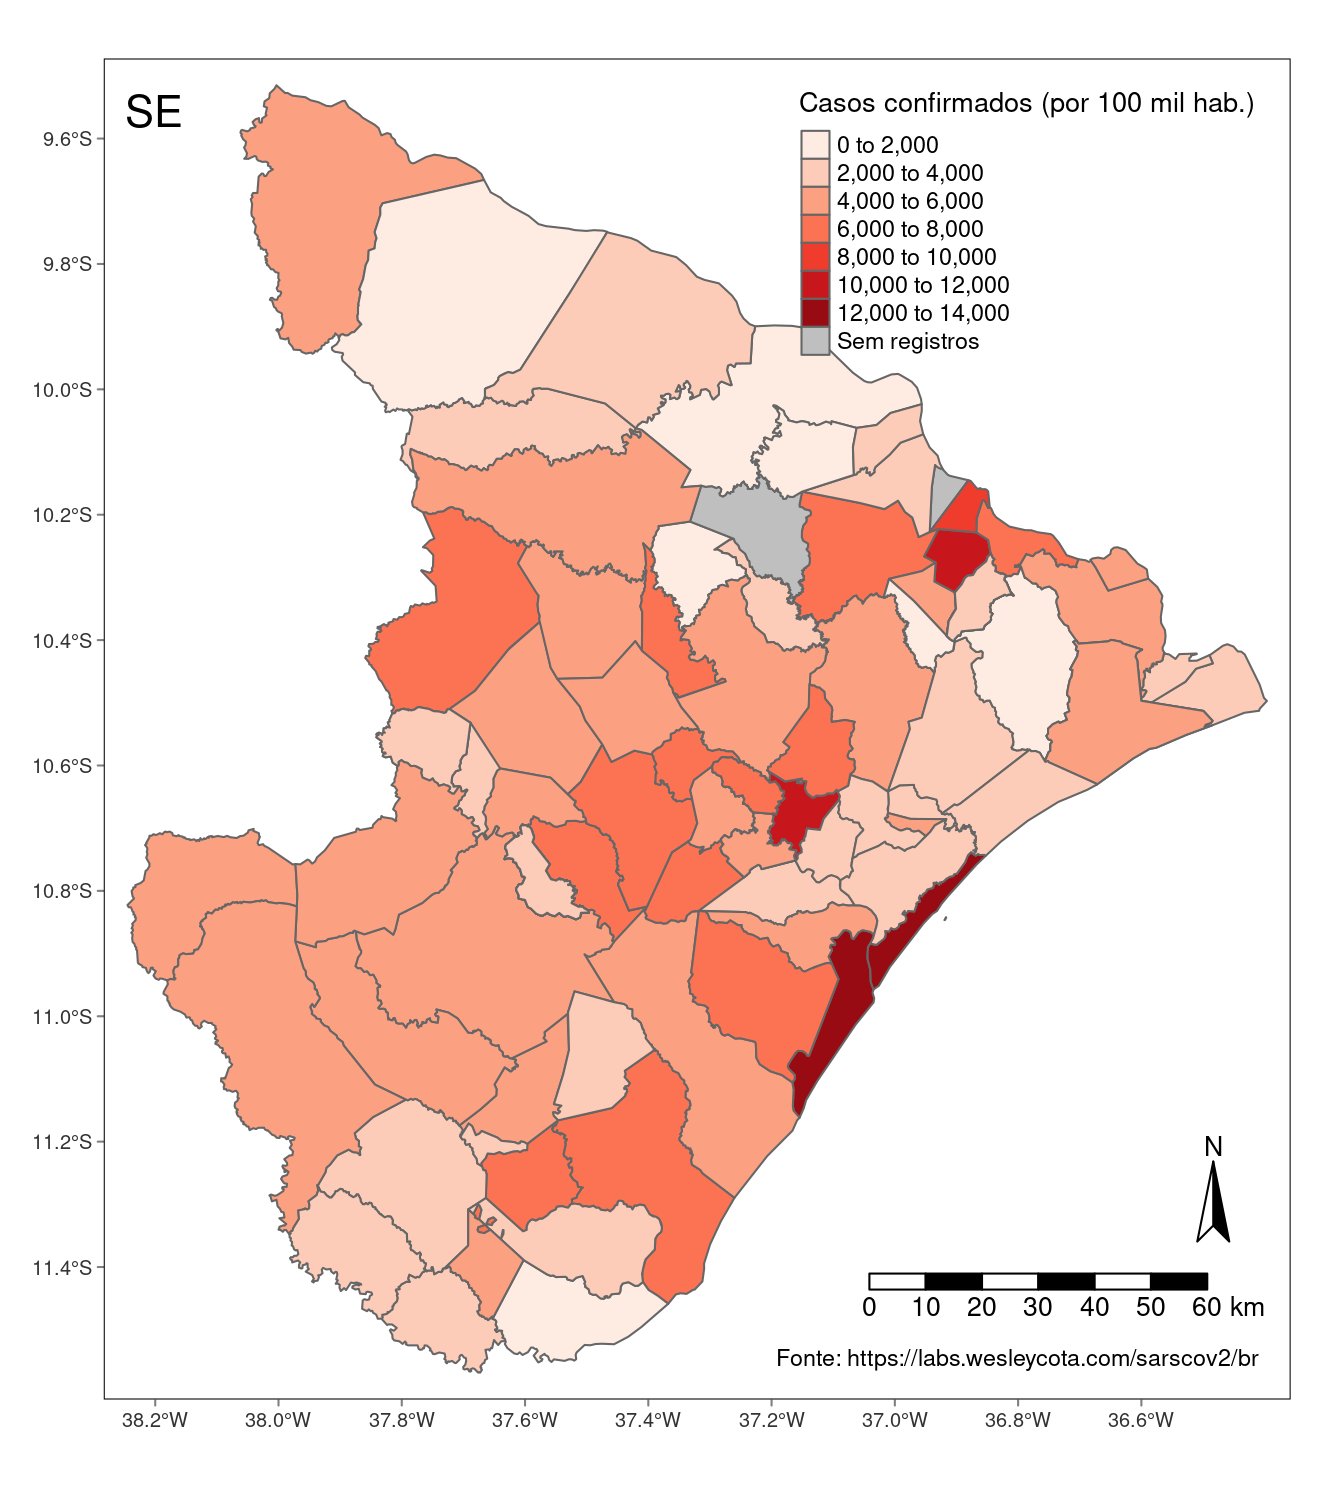 SE
Casos confirmados (por 100 mil hab.)
0 to 2,000
2,000 to 4,000
4,000 to 6,000
6,000 to 8,000
8,000 to 10,000
10,000 to 12,000
12,000 to 14,000
Sem registros
9.6°S
9.8°S
10.0°S
10.2°S
10.4°S
10.6°S
10.8°S
11.0°S
11.2°S
11.4°S
N
0 10 20 30 40 50 60 km
Fonte: https://labs.wesleycota.com/sarscov2/br
38.2°W 38.0°W 37.8°W 37.6°W 37.4°W 37.2°W 37.0°W 36.8°W 36.6°W